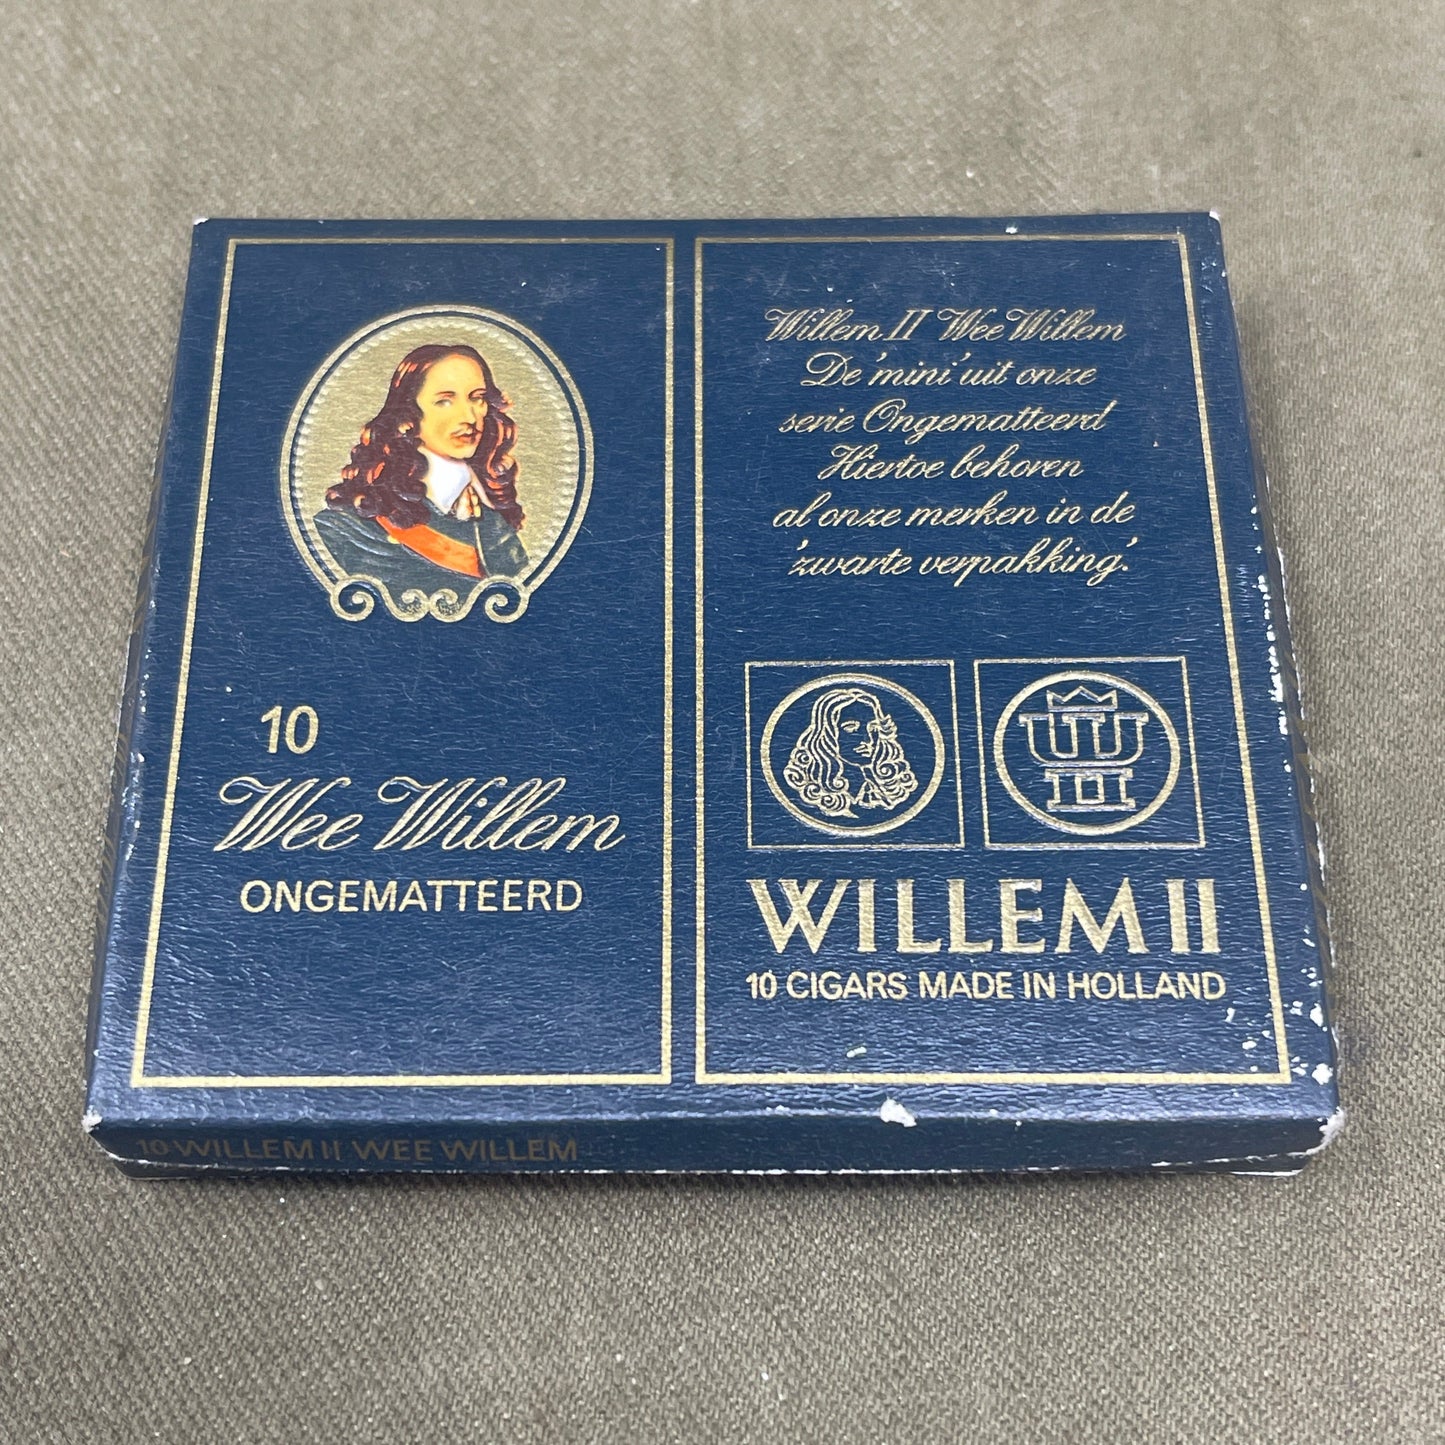 10
Wee Willem
ONGEMATTEERD
Willem II Wee Willem
De 'mini' uit onze
serie Ongematteerd
Hiertoe behoren
al onze merken in de
'zwarte verpakking'.
WILLEM II
10 CIGARS MADE IN HOLLAND
10 WILLEM II WEE WILLEM